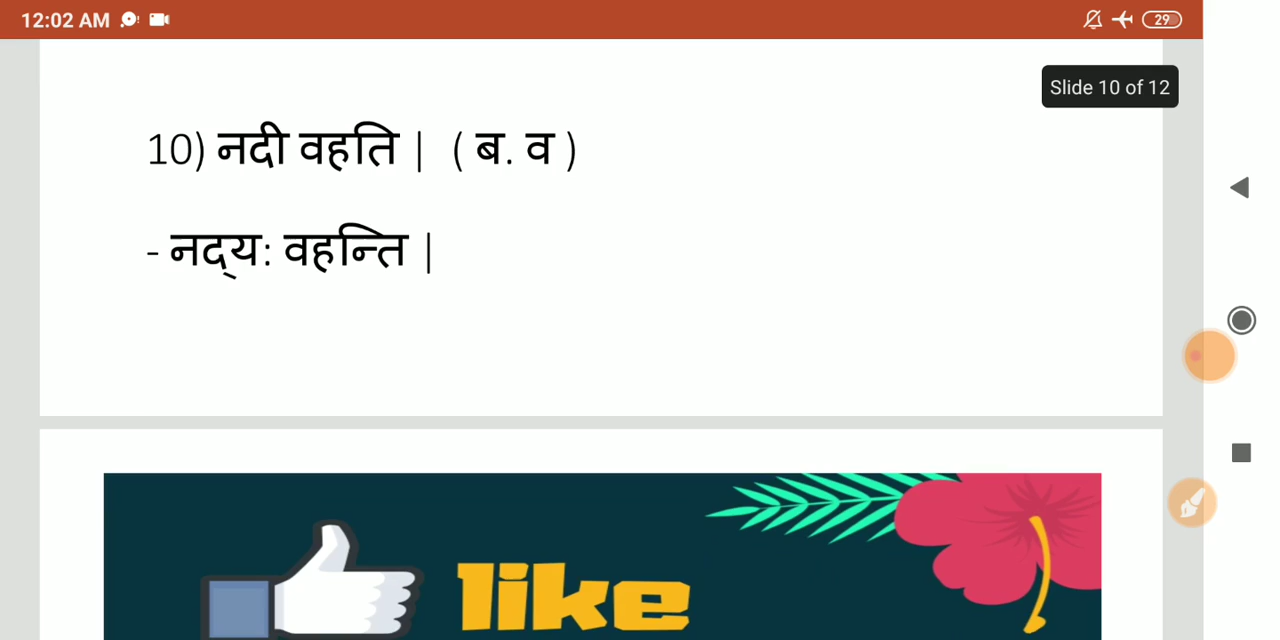 12:02 AM
29
Slide 10 of 12
10) नदी वहति | ( ब. व )
- नद्‌य: वहन्ति |
like